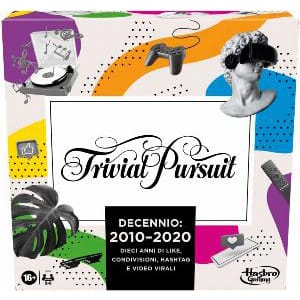 Trivial Pursuit
DECENNIO:
2010-2020
DIECI ANNI DI LIKE,
CONDIVISIONI, HASHTAG
E VIDEO VIRALI
16+
Hasbro
Gaming